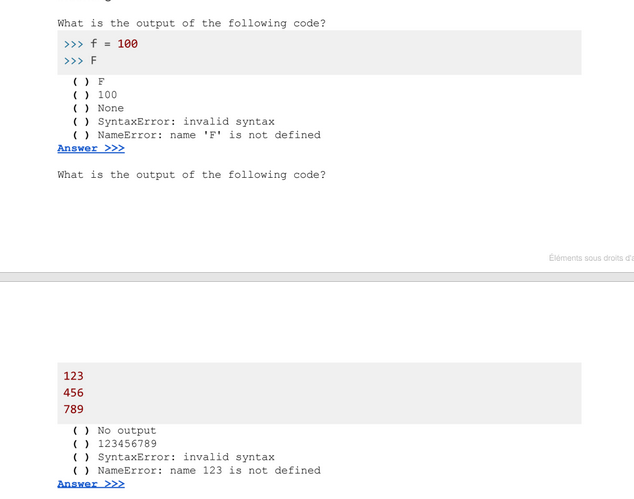 What is the output of the following code?
>>> f = 100
>>> F
( ) F
( ) 100
( ) None
( ) SyntaxError: invalid syntax
( ) NameError: name 'F' is not defined
Answer >>>
What is the output of the following code?
Éléments sous droits d'a
123
456
789
( ) No output
( ) 123456789
( ) SyntaxError: invalid syntax
( ) NameError: name 123 is not defined
Answer >>>